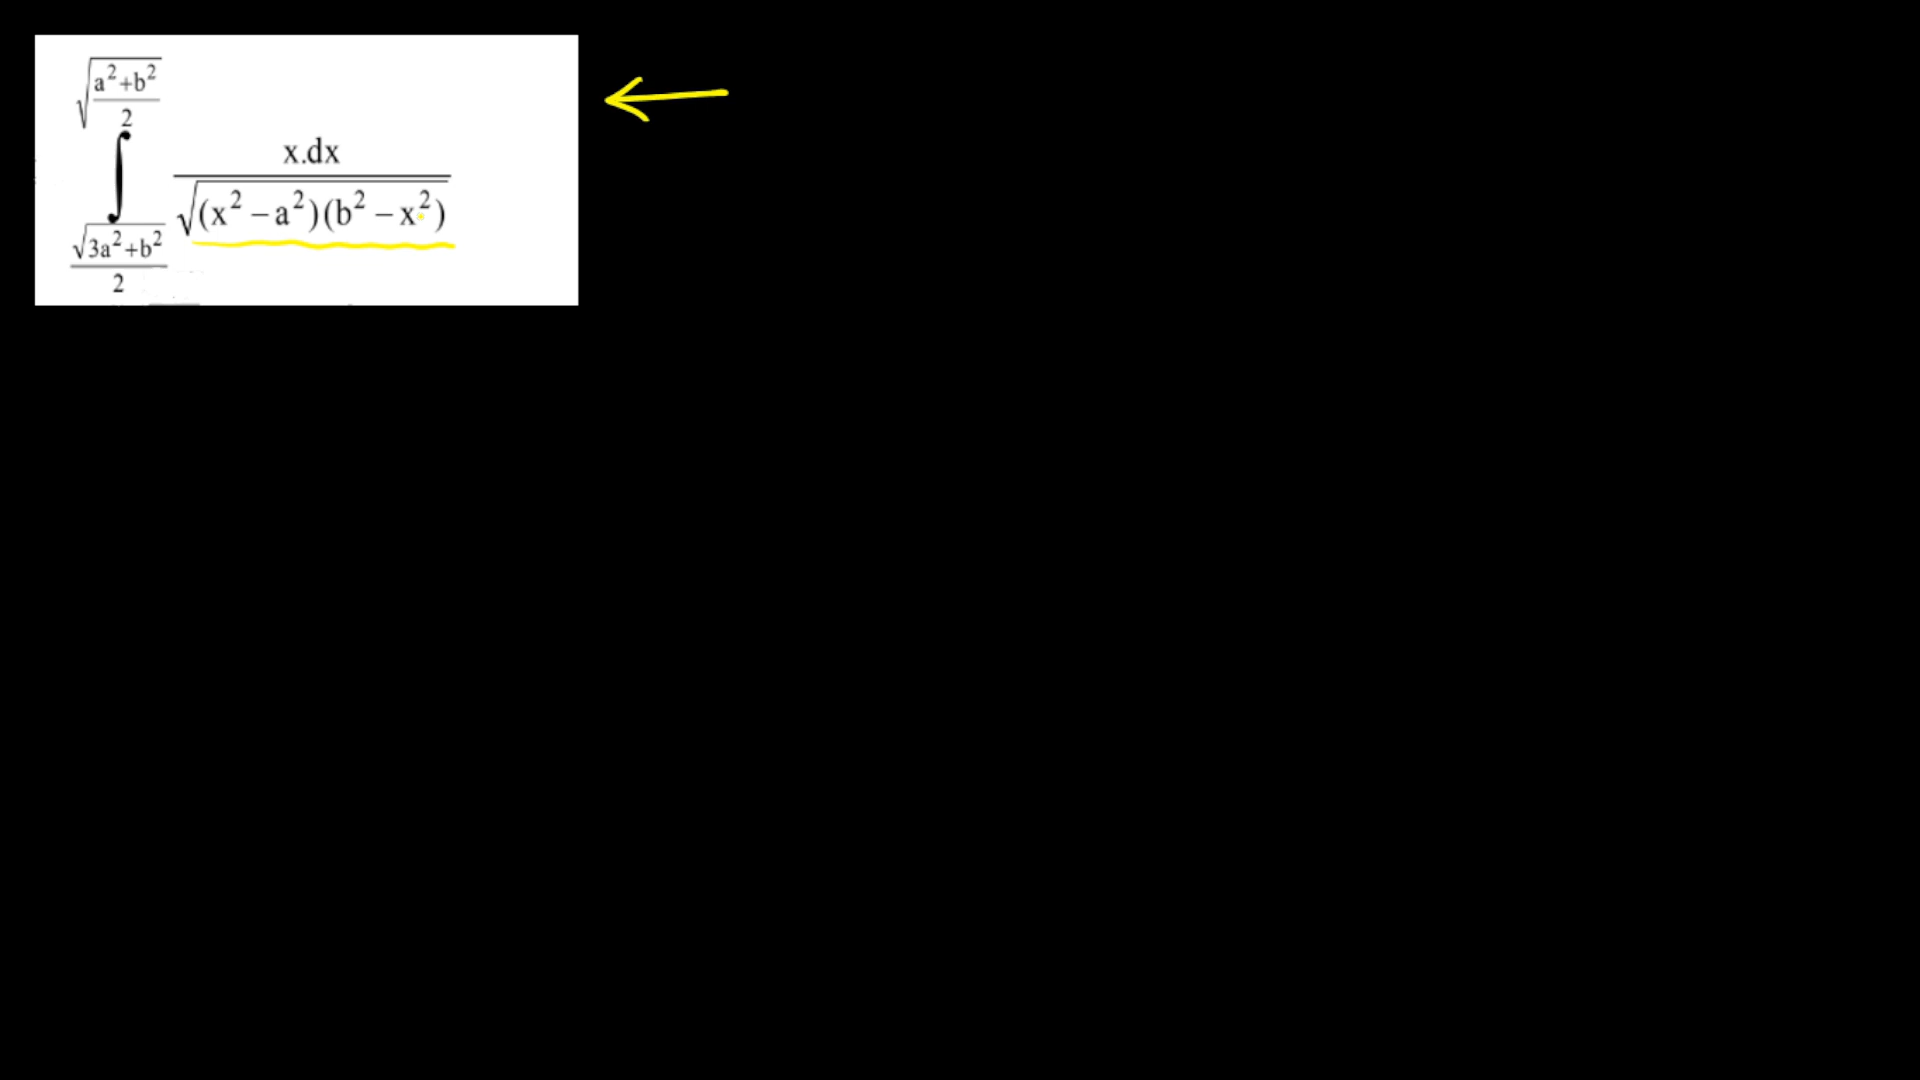 √((a²+b²)/2)
∫
x.dx
√((x² – a²)(b² – x²))
√(3a²+b²)
2